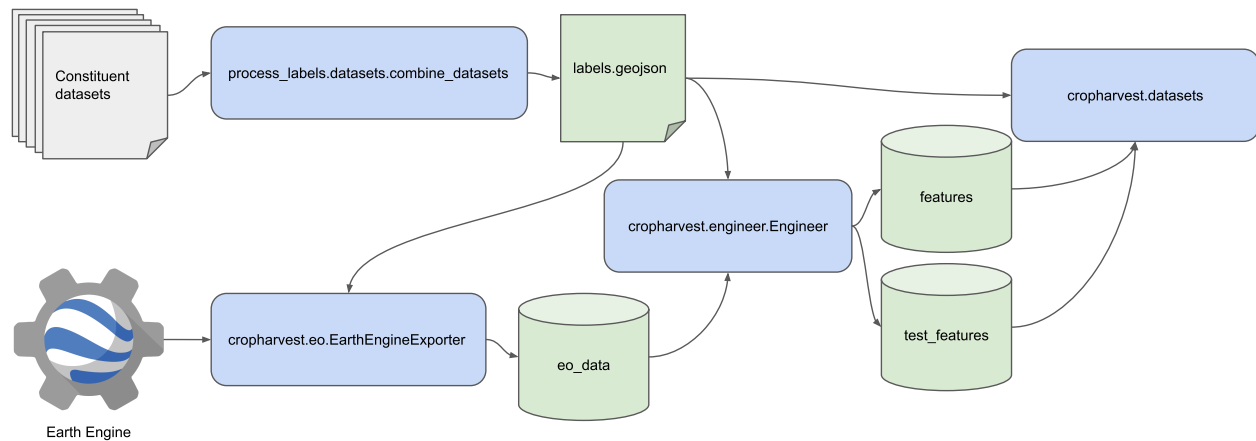 Constituent
datasets
process_labels.datasets.combine_datasets
labels.geojson
cropharvest.datasets
features
cropharvest.engineer.Engineer
test_features
cropharvest.eo.EarthEngineExporter
eo_data
Earth Engine